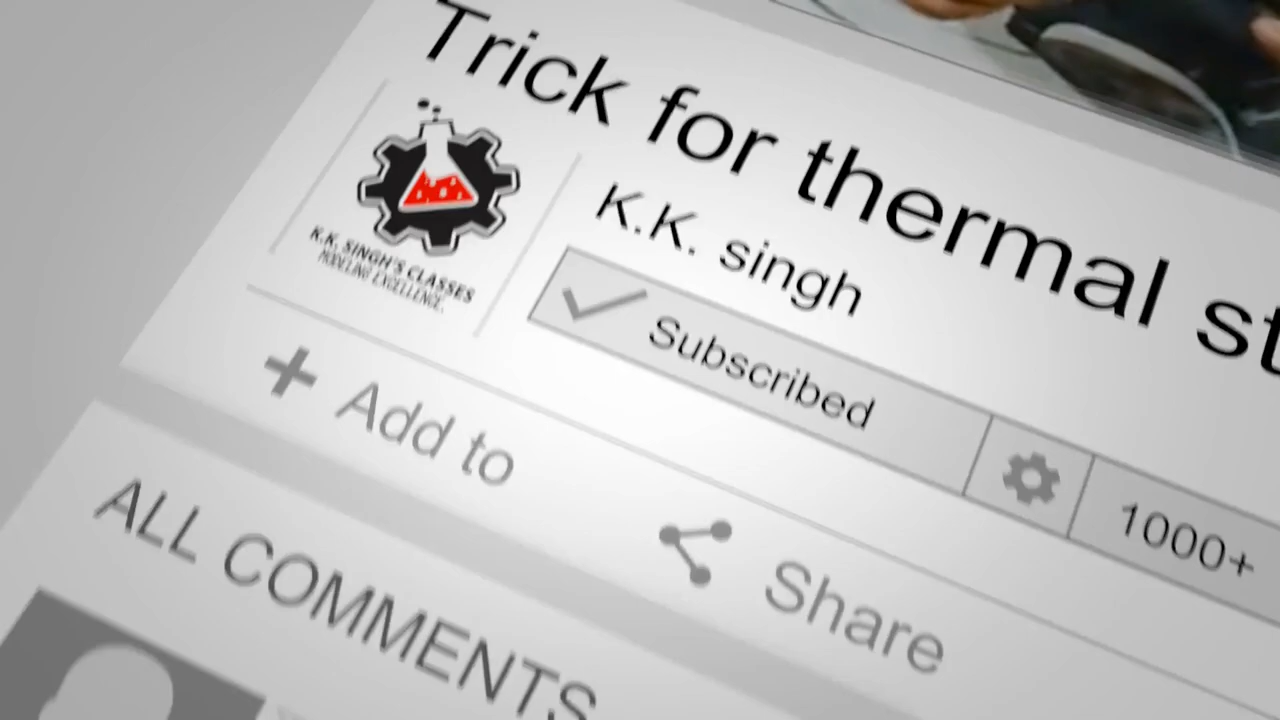 Trick for thermal st
K.K. SINGH'S CLASSES
MODELING EXCELLENCE.
K.K. singh
Subscribed
1000+
Add to
Share
ALL COMMENTS